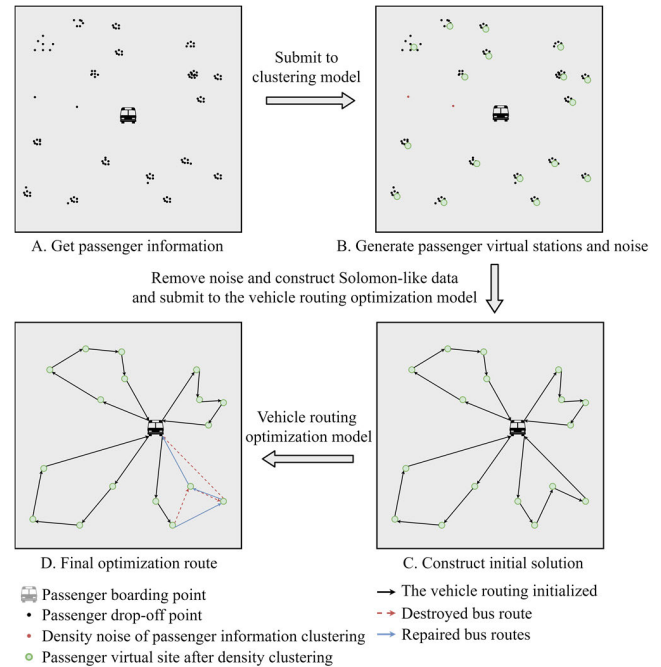 Submit to
clustering model
A. Get passenger information
B. Generate passenger virtual stations and noise
Remove noise and construct Solomon-like data
and submit to the vehicle routing optimization model
Vehicle routing
optimization model
D. Final optimization route
C. Construct initial solution
Passenger boarding point
Passenger drop-off point
Density noise of passenger information clustering
Passenger virtual site after density clustering
The vehicle routing initialized
Destroyed bus route
Repaired bus routes